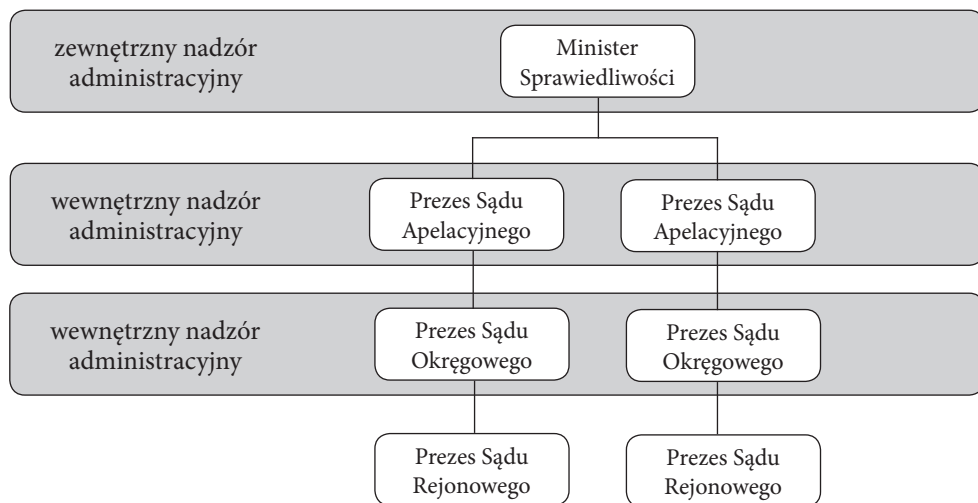 zewnętrzny nadzór
administracyjny
Minister
Sprawiedliwości
wewnętrzny nadzór
administracyjny
Prezes Sądu
Apelacyjnego
Prezes Sądu
Apelacyjnego
wewnętrzny nadzór
administracyjny
Prezes Sądu
Okręgowego
Prezes Sądu
Okręgowego
Prezes Sądu
Rejonowego
Prezes Sądu
Rejonowego